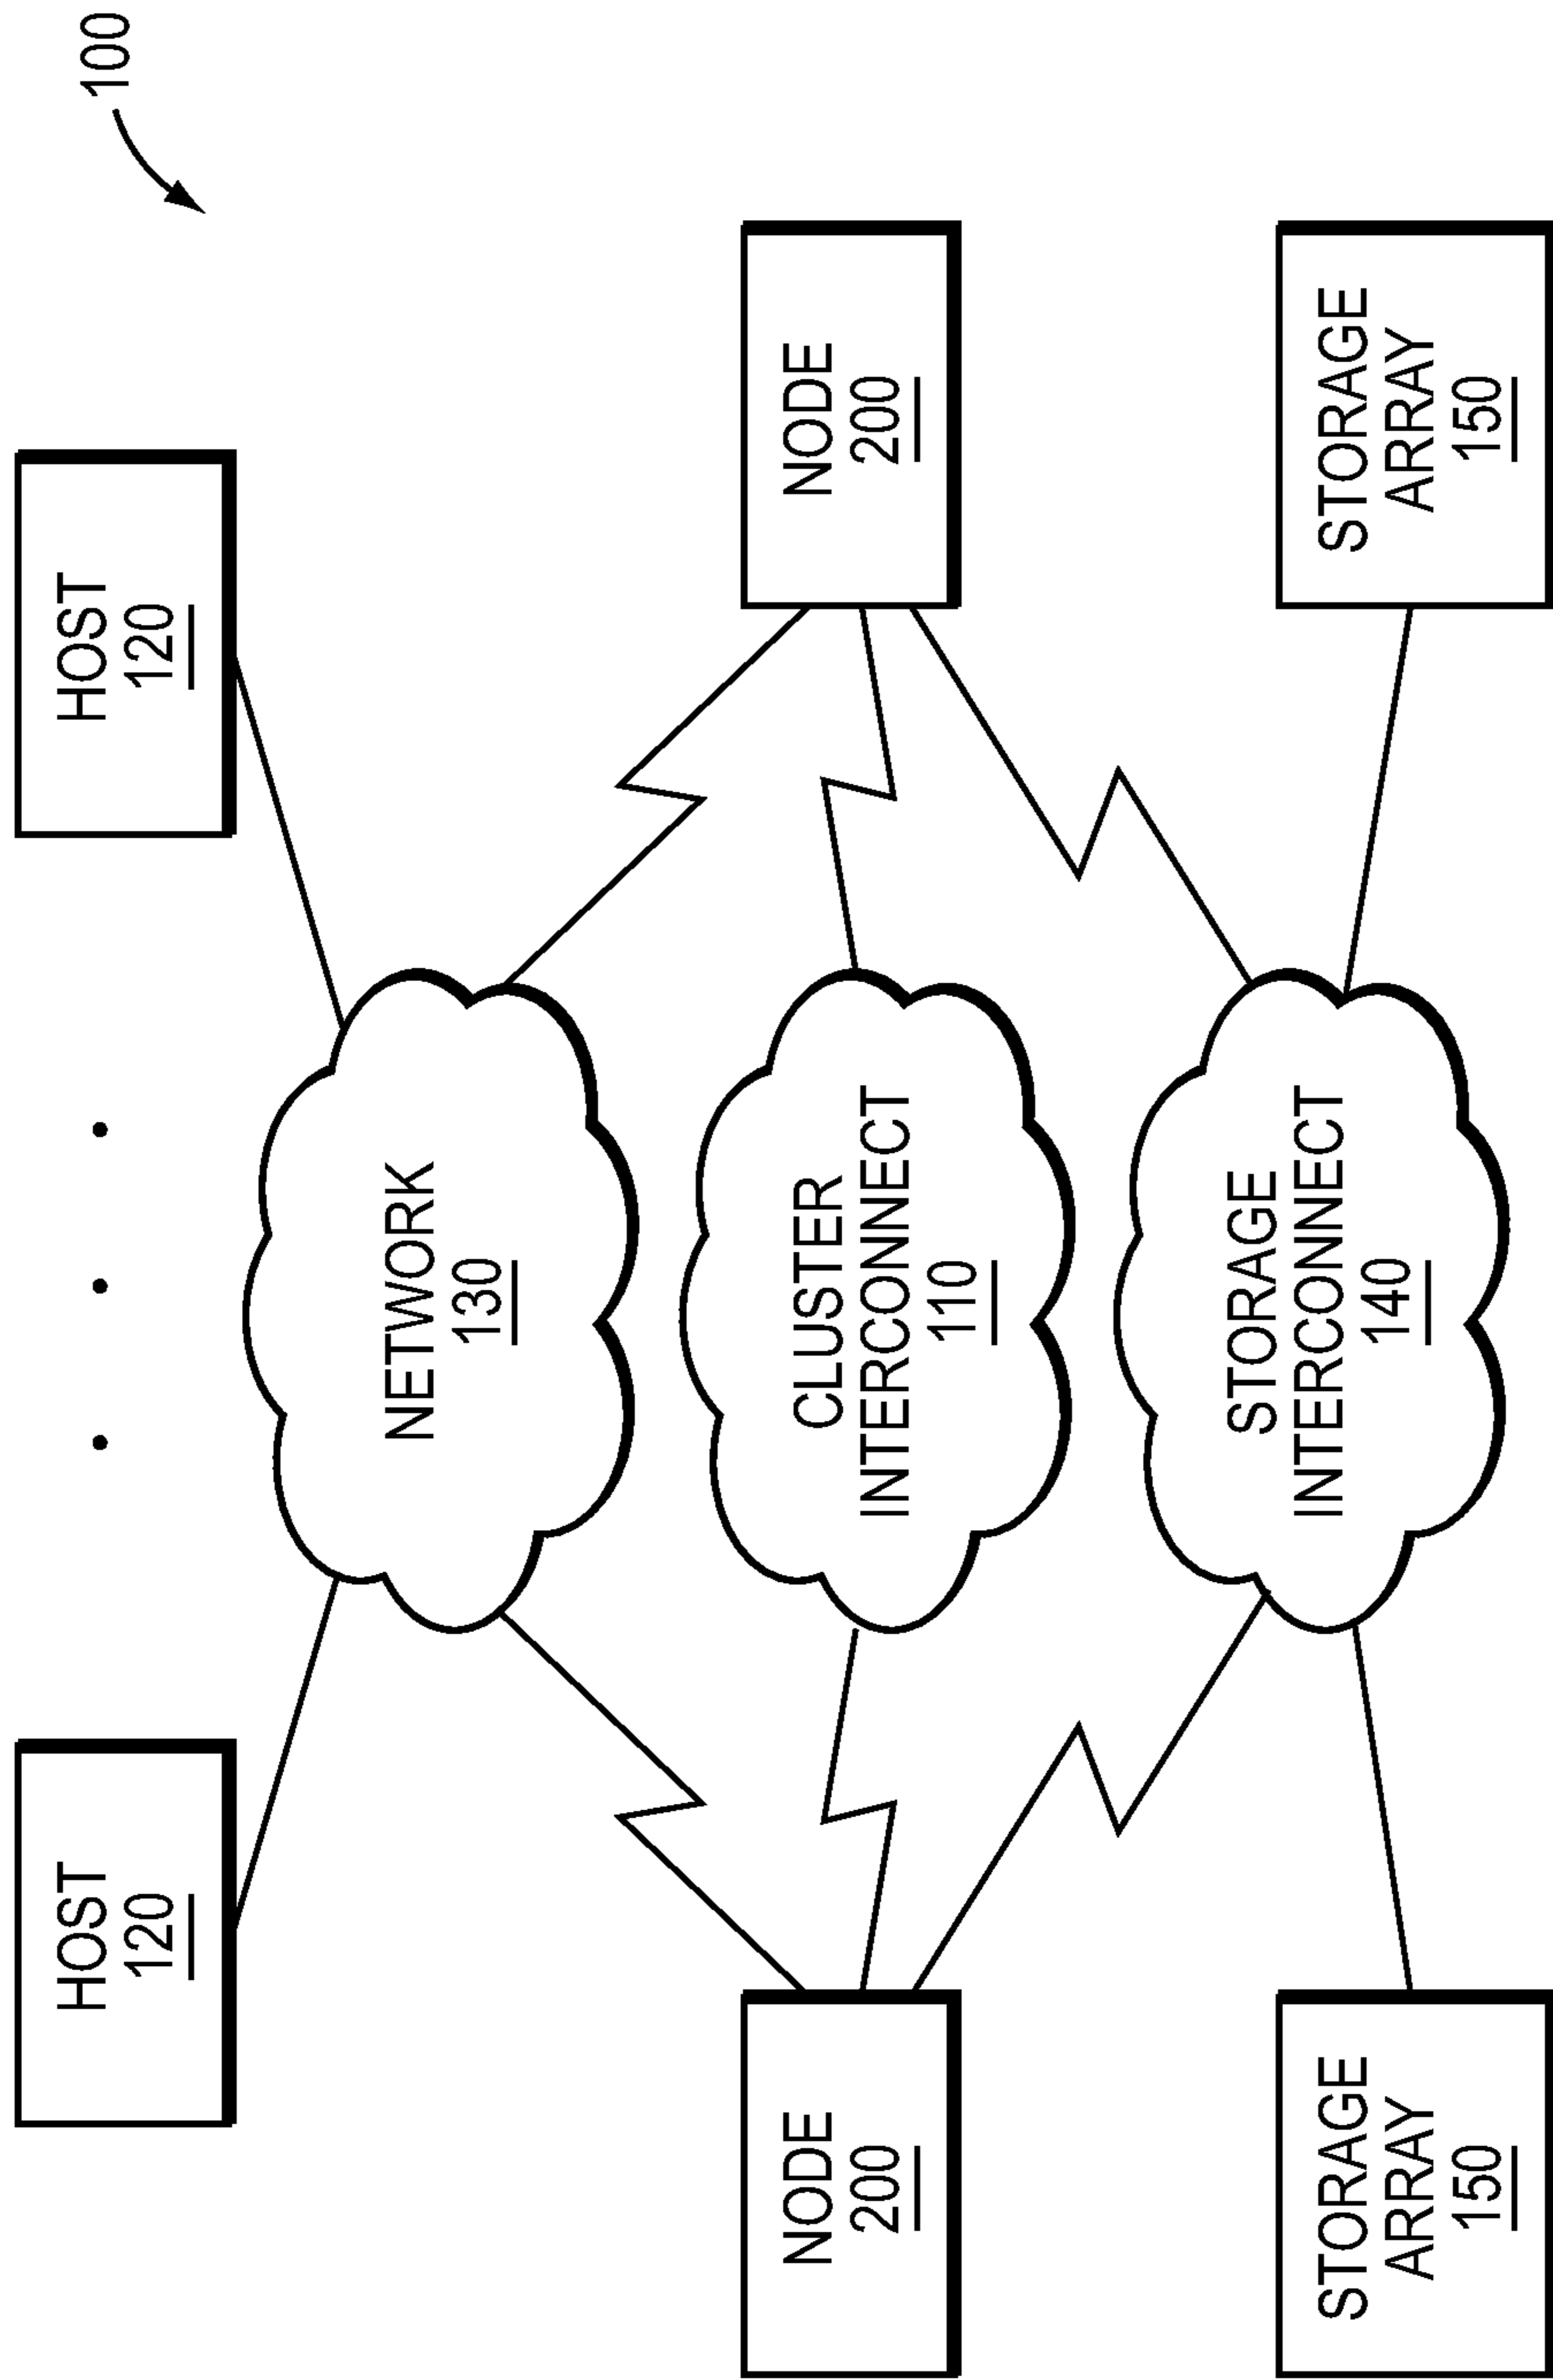 100
HOST
120
HOST
120
NETWORK
130
NODE
200
CLUSTER
INTERCONNECT
110
NODE
200
STORAGE
INTERCONNECT
140
STORAGE
ARRAY
150
STORAGE
ARRAY
150